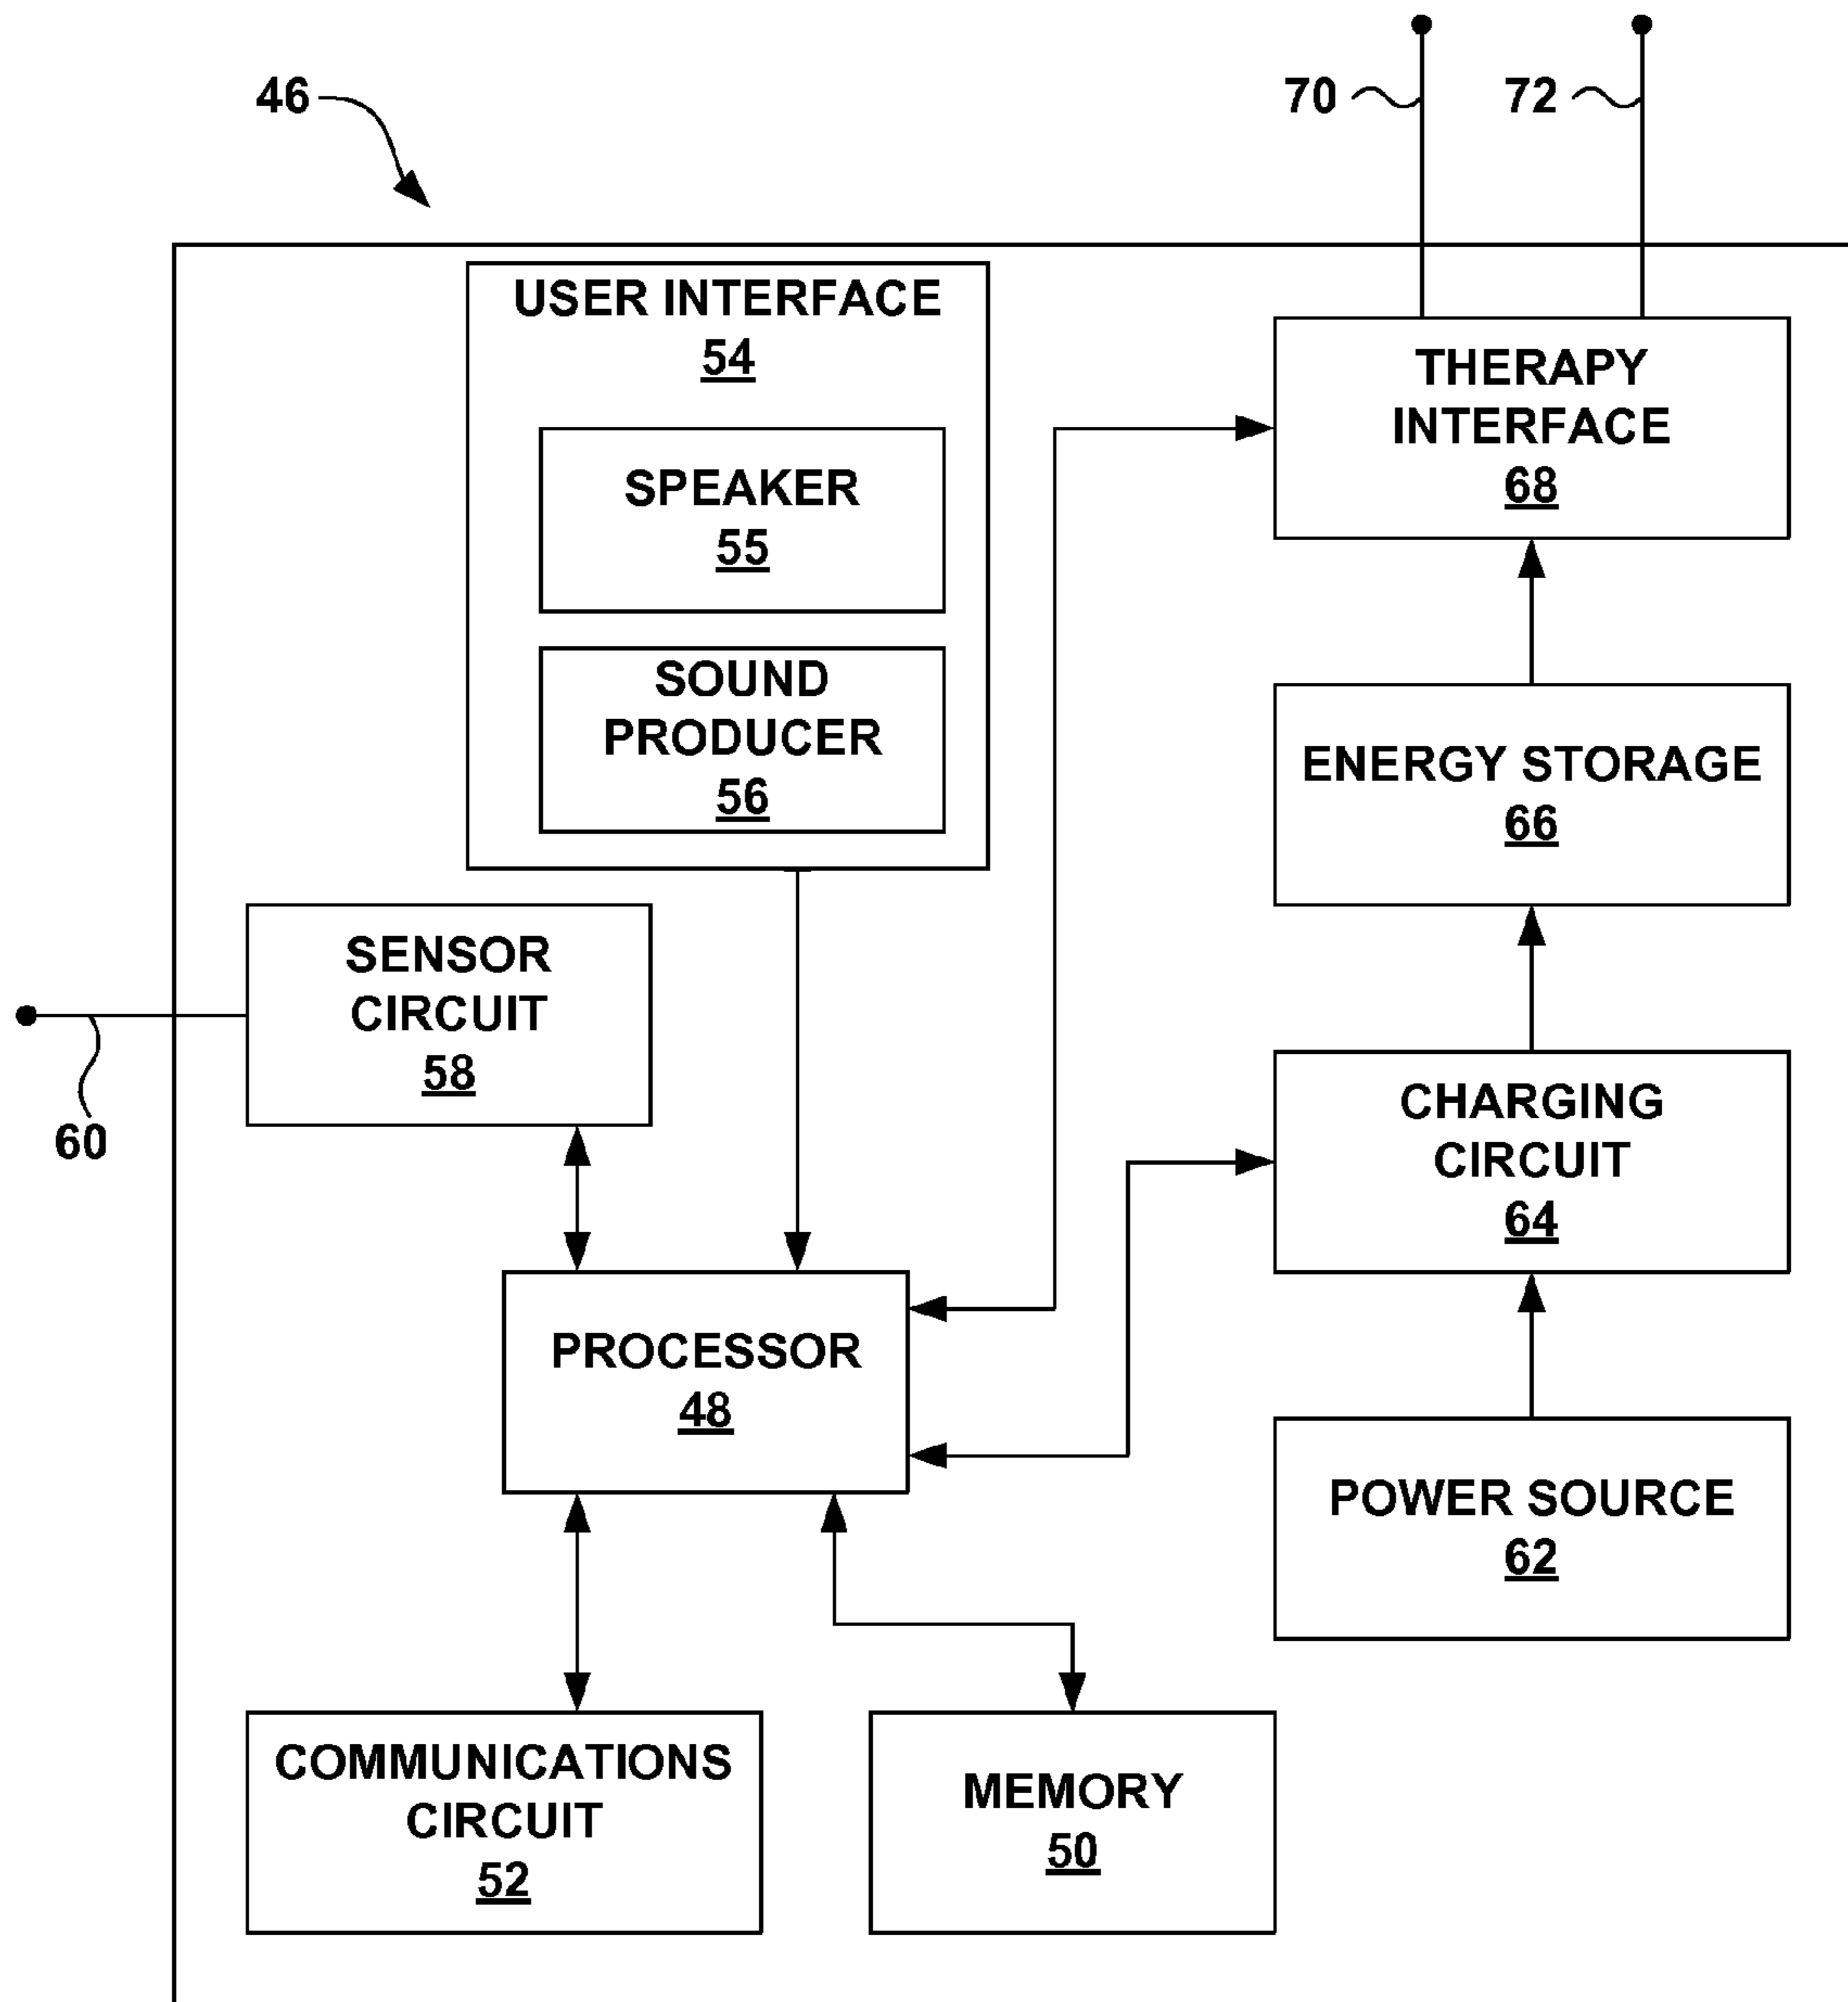 46
70
72
USER INTERFACE
54
SPEAKER
55
SOUND
PRODUCER
56
THERAPY
INTERFACE
68
ENERGY STORAGE
66
SENSOR
CIRCUIT
58
60
CHARGING
CIRCUIT
64
PROCESSOR
48
POWER SOURCE
62
COMMUNICATIONS
CIRCUIT
52
MEMORY
50